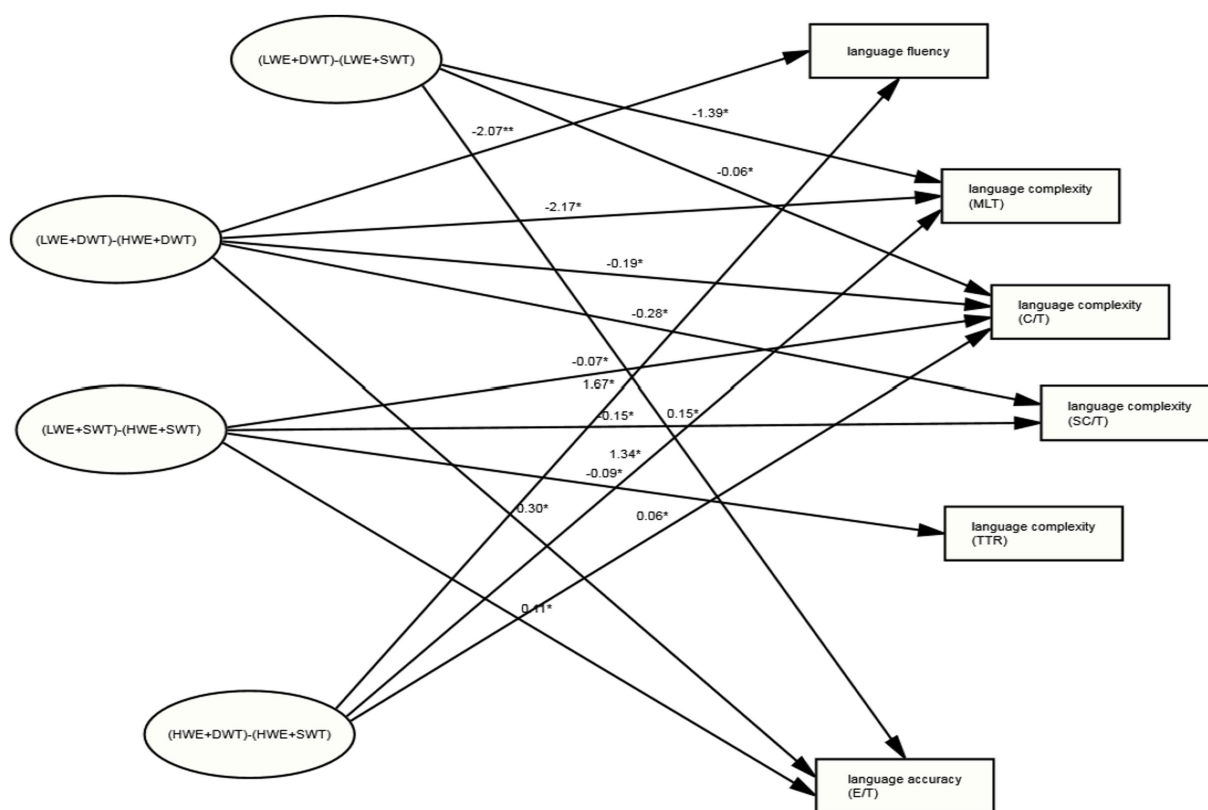 (LWE+DWT)-(LWE+SWT)
language fluency
-1.39*
-2.07**
-0.06*
language complexity
(MLT)
-2.17*
(LWE+DWT)-(HWE+DWT)
-0.19*
language complexity
(C/T)
-0.28*
-0.07*
1.67*
language complexity
(SC/T)
-0.15*
0.15*
(LWE+SWT)-(HWE+SWT)
1.34*
-0.09*
0.30*
0.06*
language complexity
(TTR)
0.11*
(HWE+DWT)-(HWE+SWT)
language accuracy
(E/T)